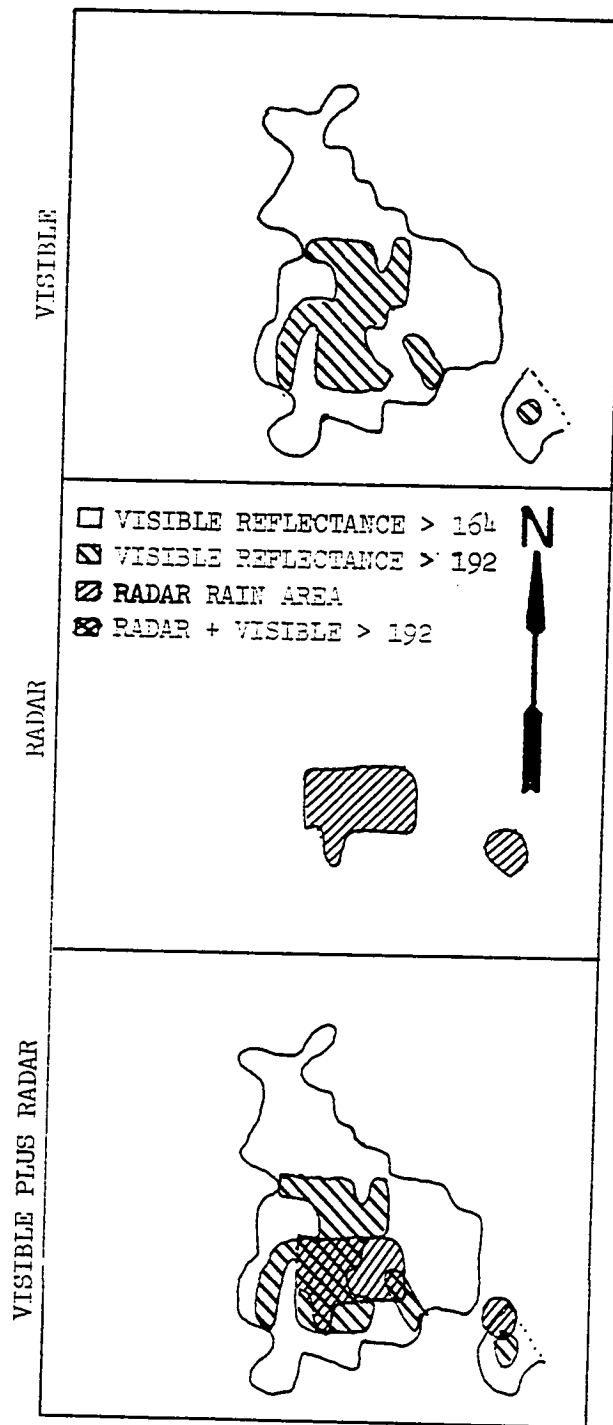 VISIBLE
□ VISIBLE REFLECTANCE > 164
VISIBLE REFLECTANCE > 192
RADAR RAIN AREA
RADAR + VISIBLE > 192
N
RADAR
VISIBLE PLUS RADAR